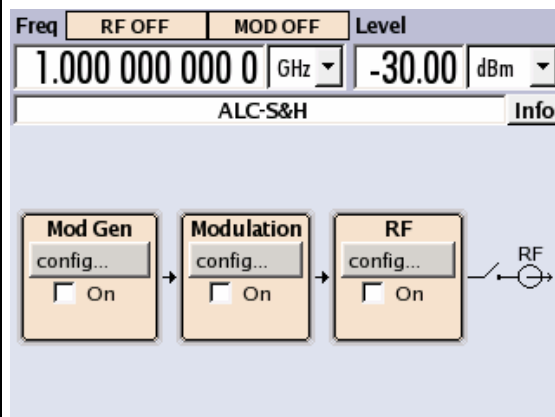 Freq RF OFF MOD OFF Level
1.000 000 000 0 GHz -30.00 dBm
ALC-S&H Info
Mod Gen Modulation RF
config... config... config... RF
On On On